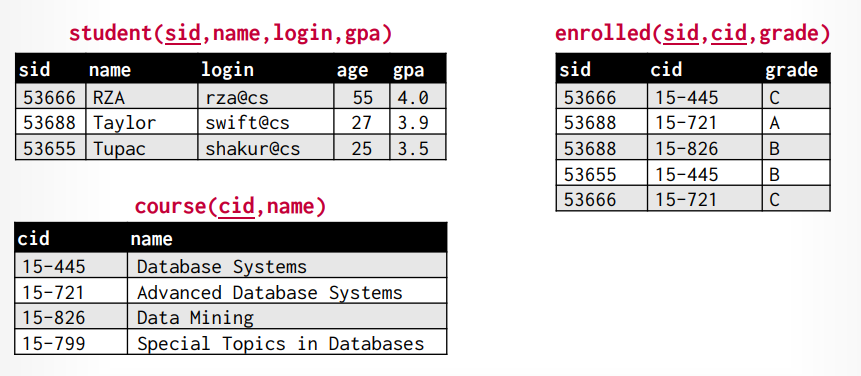 student(sid,name,login,gpa)
sid name login age gpa
53666 RZA rza@cs 55 4.0
53688 Taylor swift@cs 27 3.9
53655 Tupac shakur@cs 25 3.5
course(cid,name)
cid name
15-445 Database Systems
15-721 Advanced Database Systems
15-826 Data Mining
15-799 Special Topics in Databases
enrolled(sid,cid,grade)
sid cid grade
53666 15-445 C
53688 15-721 A
53688 15-826 B
53655 15-445 B
53666 15-721 C